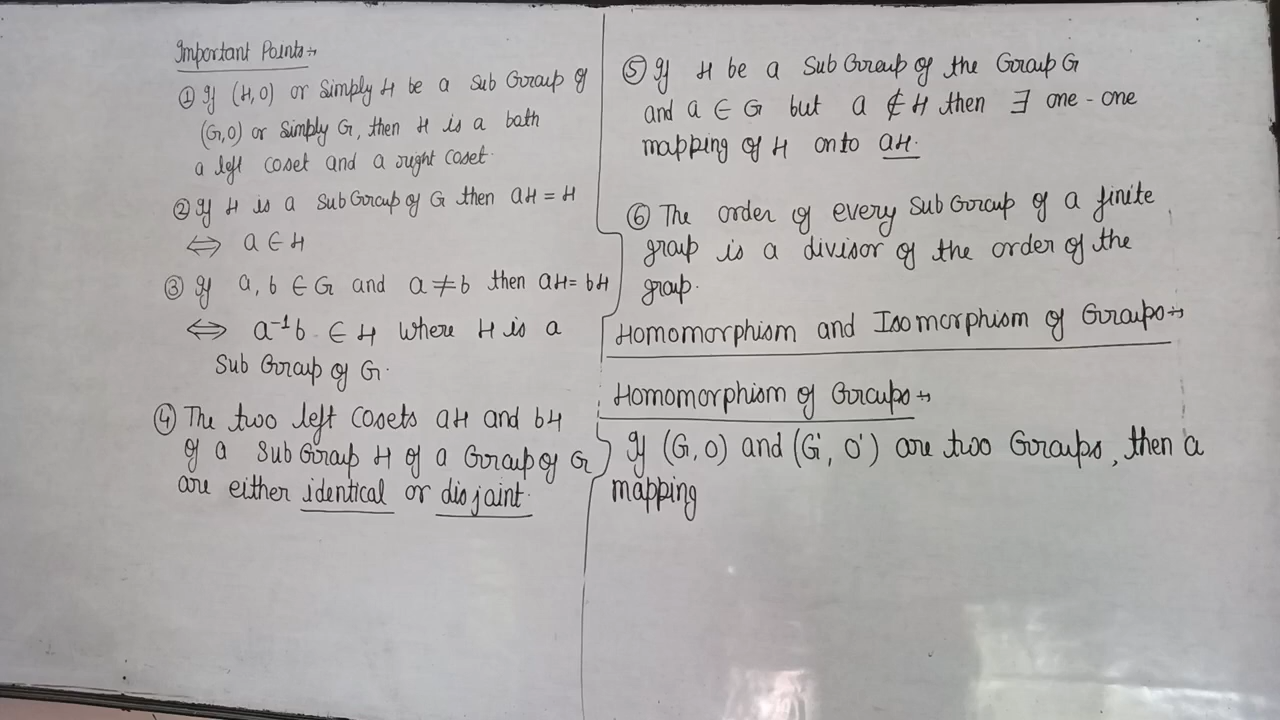 Important Points:-
① If (H,0) or Simply H be a Sub Group of
(G,0) or Simply G, then H is a bath
a left coset and a right Coset.
② If H is a Sub Group of G then aH = H
⇔ a ∈ H
③ If a, b ∈ G and a ≠ b then aH = bH
⇔ a⁻¹b ∈ H where H is a
Sub Group of G.
④ The two left Cosets aH and bH
of a Sub Group H of a Group of G
are either identical or disjoint.
⑤ If H be a Sub Group of the Group G
and a ∈ G but a ∉ H then ∃ one-one
mapping of H onto aH.
⑥ The order of every Sub Group of a finite
group is a divisor of the order of the
group.
Homomorphism and Isomorphism of Groups:-
Homomorphism of Groups:-
If (G,0) and (G',0') are two Groups, then a
mapping